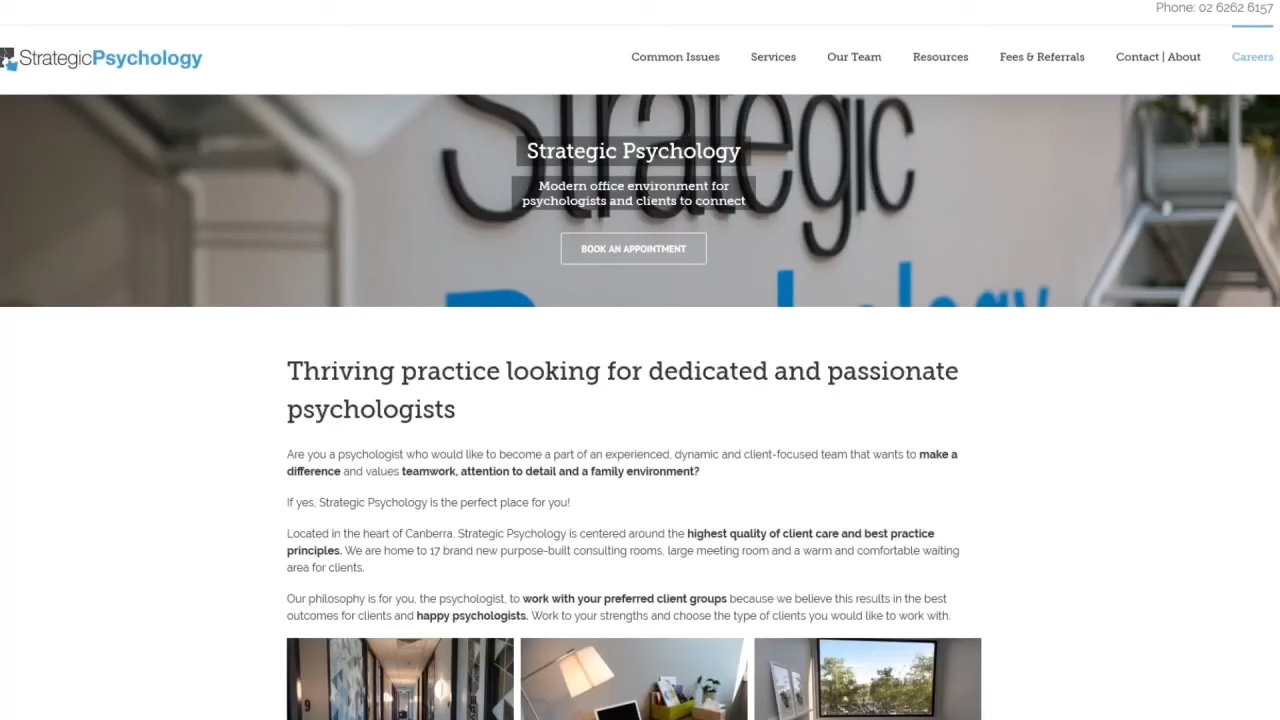 Phone: 02 6262 6157
StrategicPsychology
Common Issues
Services
Our Team
Resources
Fees & Referrals
Contact | About
Careers
Strategic
Psychology
Strategic Psychology
Modern office environment for
psychologists and clients to connect
BOOK AN APPOINTMENT
Thriving practice looking for dedicated and passionate
psychologists
Are you a psychologist who would like to become a part of an experienced, dynamic and client-focused team that wants to make a
difference and values teamwork, attention to detail and a family environment?
If yes, Strategic Psychology is the perfect place for you!
Located in the heart of Canberra, Strategic Psychology is centered around the highest quality of client care and best practice
principles. We are home to 17 brand new purpose-built consulting rooms, large meeting room and a warm and comfortable waiting
area for clients.
Our philosophy is for you, the psychologist, to work with your preferred client groups because we believe this results in the best
outcomes for clients and happy psychologists. Work to your strengths and choose the type of clients you would like to work with.
9